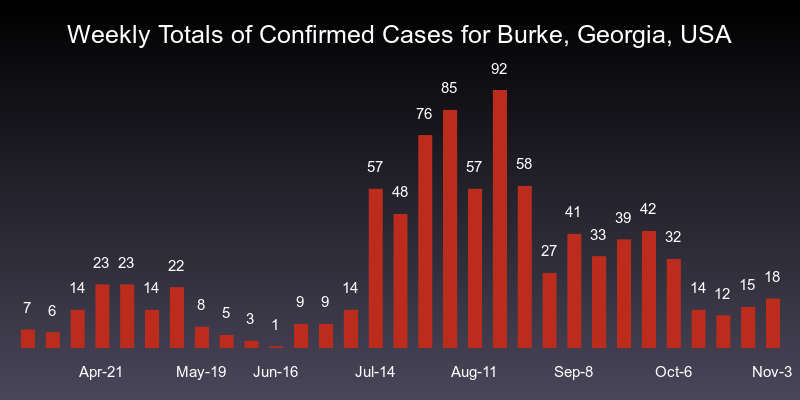 Weekly Totals of Confirmed Cases for Burke, Georgia, USA
7 6 14 23 23 14 22 8 5 3 1 9 9 14 57 48 76 85 57 92 58 27 41 33 39 42 32 14 12 15 18
Apr-21 May-19 Jun-16 Jul-14 Aug-11 Sep-8 Oct-6 Nov-3